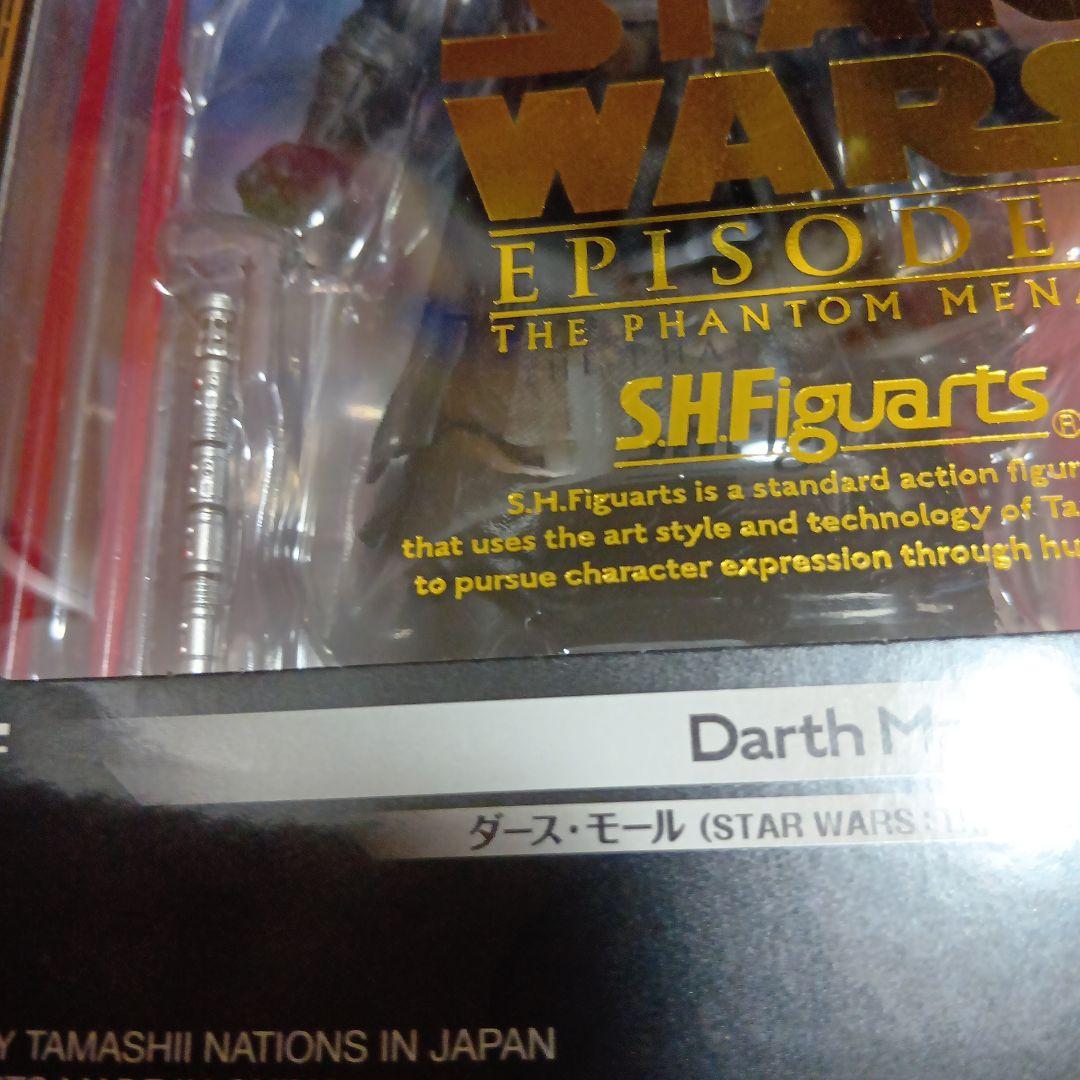 STAR
WARS
EPISODE
THE PHANTOM MENA
S.H.Figuarts®
S.H.Figuarts is a standard action figur
that uses the art style and technology of Ta
to pursue character expression through hu
Darth M
ダース・モール (STAR WARS
Y TAMASHII NATIONS IN JAPAN